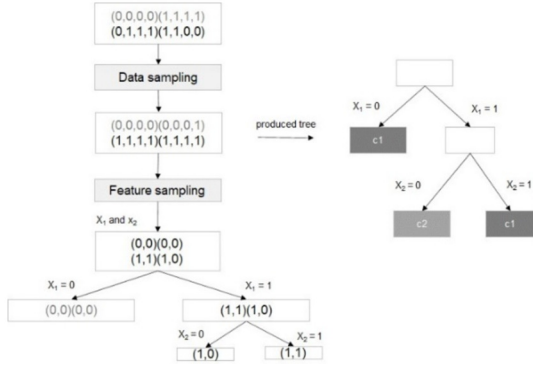 (0,0,0,0)(1,1,1,1)
(0,1,1,1)(1,1,0,0)
Data sampling
(0,0,0,0)(0,0,0,1)
(1,1,1,1)(1,1,1,1)
Feature sampling
X₁ and x₂
(0,0)(0,0)
(1,1)(1,0)
X₁ = 0
X₁ = 1
(0,0)(0,0)
(1,1)(1,0)
X₂ = 0
X₂ = 1
(1,0)
(1,1)
produced tree
X₁ = 0
X₁ = 1
c1
X₂ = 0
X₂ = 1
c2
c1